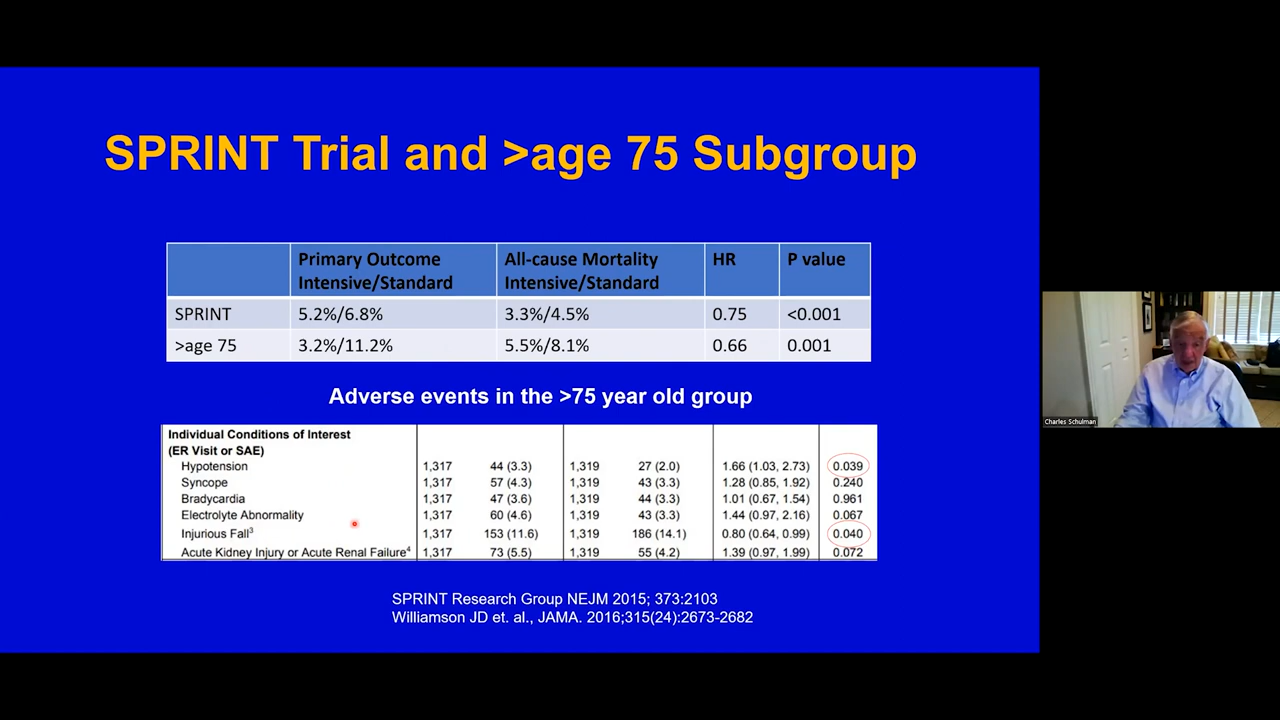 SPRINT Trial and >age 75 Subgroup
Primary Outcome Intensive/Standard All-cause Mortality Intensive/Standard HR P value
SPRINT 5.2%/6.8% 3.3%/4.5% 0.75 <0.001
>age 75 3.2%/11.2% 5.5%/8.1% 0.66 0.001
Adverse events in the >75 year old group
Individual Conditions of Interest
(ER Visit or SAE)
Hypotension 1,317 44 (3.3) 1,319 27 (2.0) 1.66 (1.03, 2.73) 0.039
Syncope 1,317 57 (4.3) 1,319 43 (3.3) 1.28 (0.85, 1.92) 0.240
Bradycardia 1,317 47 (3.6) 1,319 44 (3.3) 1.01 (0.67, 1.54) 0.961
Electrolyte Abnormality 1,317 60 (4.6) 1,319 43 (3.3) 1.44 (0.97, 2.16) 0.067
Injurious Fall³ 1,317 153 (11.6) 1,319 186 (14.1) 0.80 (0.64, 0.99) 0.040
Acute Kidney Injury or Acute Renal Failure⁴ 1,317 73 (5.5) 1,319 55 (4.2) 1.39 (0.97, 1.99) 0.072
SPRINT Research Group NEJM 2015; 373:2103
Williamson JD et. al., JAMA. 2016;315(24):2673-2682
Charles Schulman